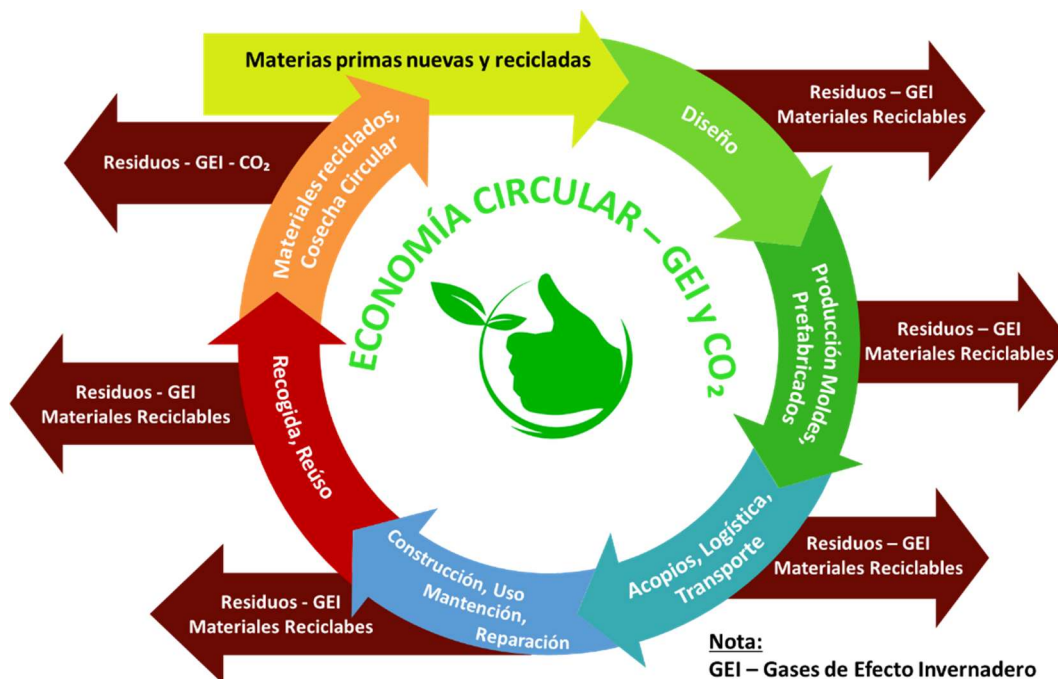 Materias primas nuevas y recicladas
Diseño
Residuos – GEI
Materiales Reciclables
Producción Moldes,
Prefabricados
Residuos – GEI
Materiales Reciclables
Acopios, Logística,
Transporte
Residuos – GEI
Materiales Reciclables
Construcción, Uso
Mantención,
Reparación
Residuos - GEI
Materiales Reciclabes
Recogida, Reúso
Residuos - GEI
Materiales Reciclables
Materiales reciclados,
Cosecha Circular
Residuos - GEI - CO₂
ECONOMÍA CIRCULAR – GEI y CO₂
Nota:
GEI – Gases de Efecto Invernadero